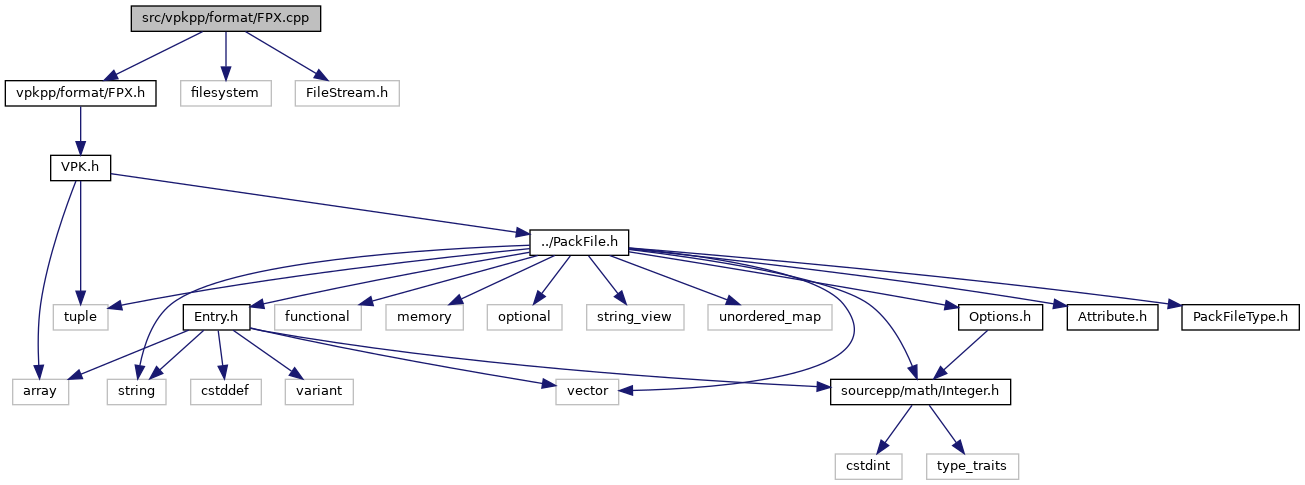 src/vpkpp/format/FPX.cpp
vpkpp/format/FPX.h
filesystem
FileStream.h
VPK.h
../PackFile.h
tuple
Entry.h
functional
memory
optional
string_view
unordered_map
Options.h
Attribute.h
PackFileType.h
array
string
cstddef
variant
vector
sourcepp/math/Integer.h
cstdint
type_traits